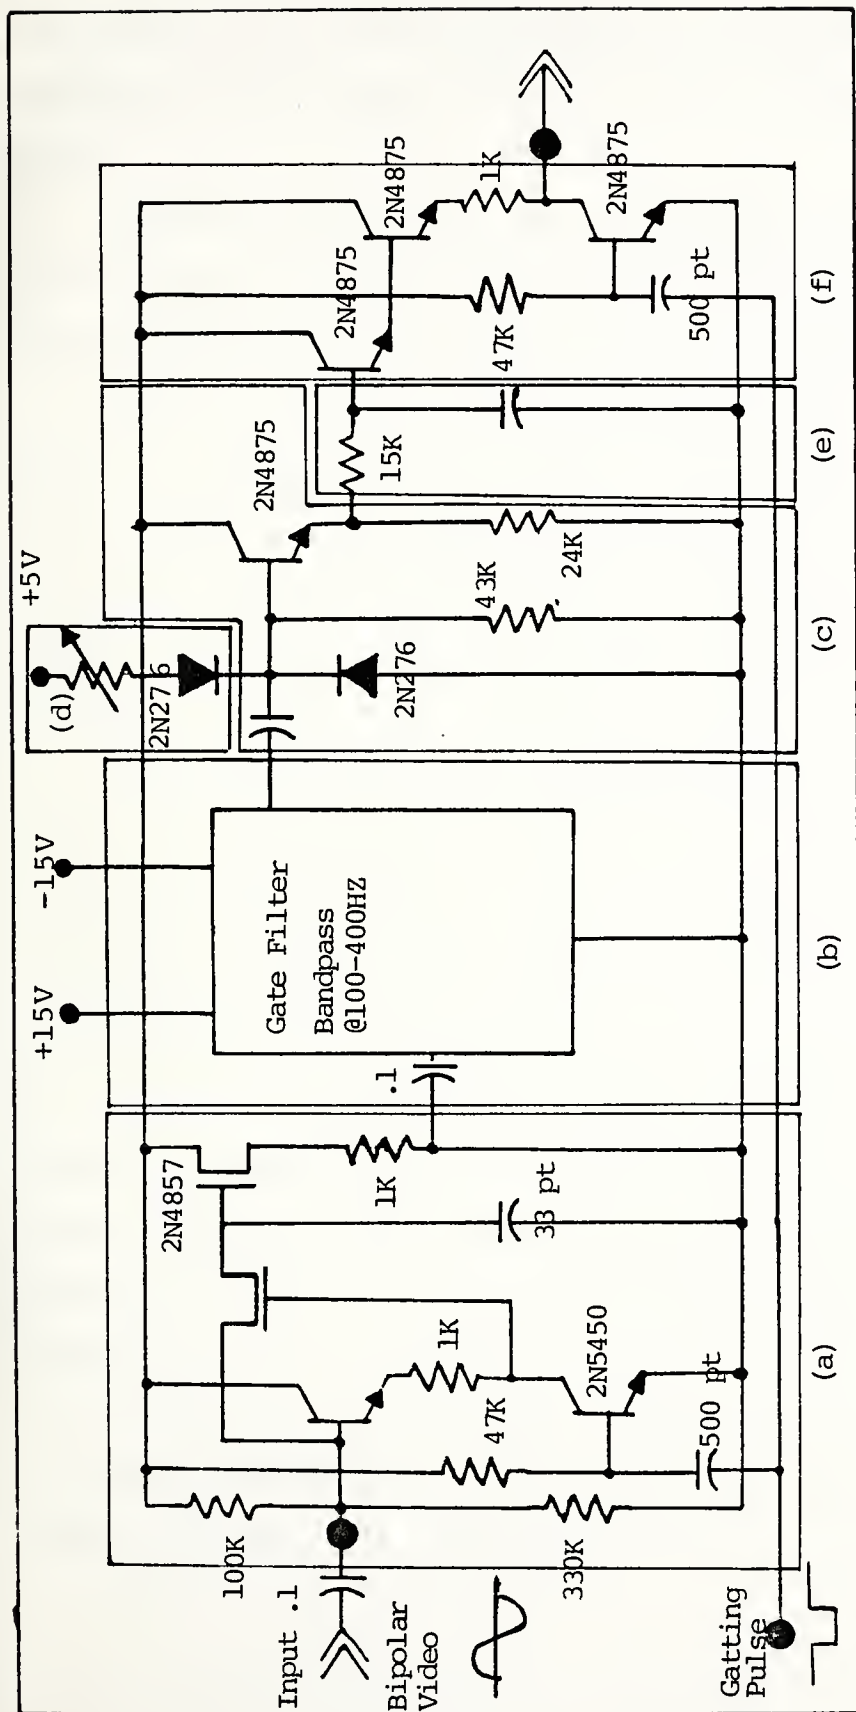 +15V
-15V
+5V
(d)
2N4857
2N27 6
2N4875
2N4875
2N4875
100K
1K
1K
.1
Gate Filter
Bandpass
@100-400HZ
Input .1
Bipolar
Video
47K
2N5450
33 pt
2N276
43K
15K
47K
1K
330K
500 pt
24K
500 pt
2N4875
Gatting
Pulse
(a)
(b)
(c)
(e)
(f)